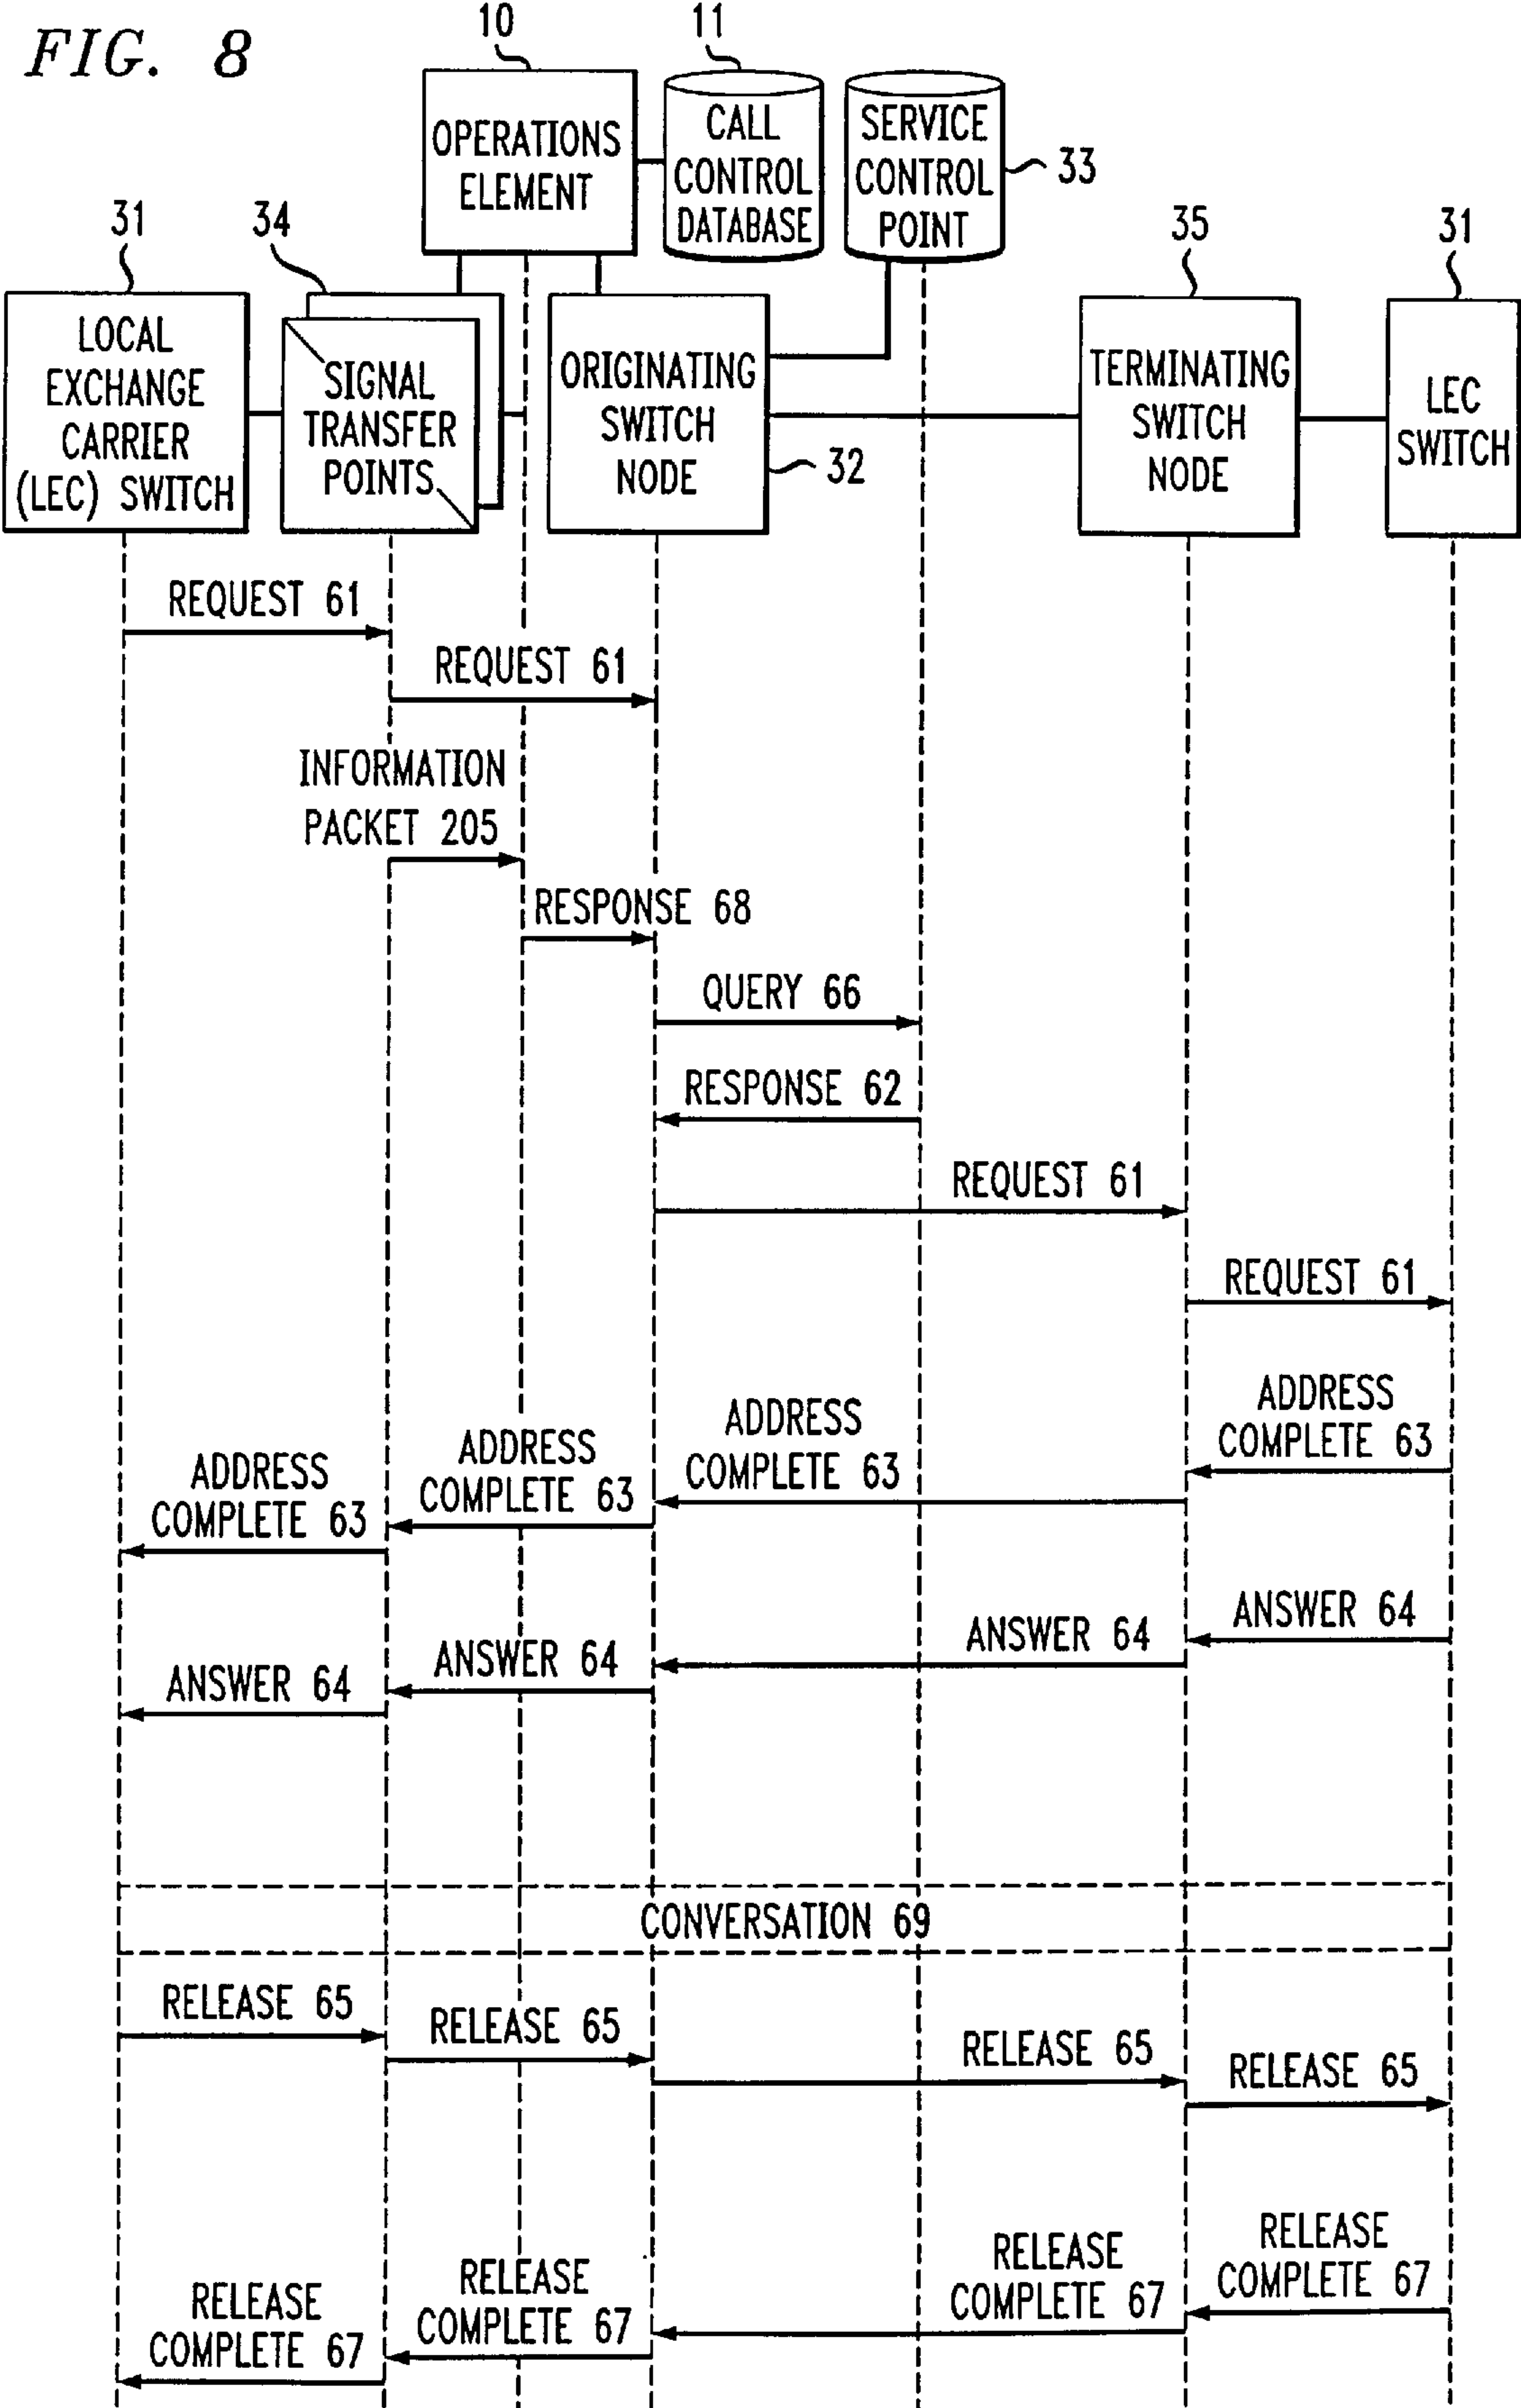 FIG. 8
10
11
OPERATIONS
ELEMENT
CALL
CONTROL
DATABASE
SERVICE
CONTROL
POINT
33
31
34
35
31
LOCAL
EXCHANGE
CARRIER
(LEC) SWITCH
SIGNAL
TRANSFER
POINTS
ORIGINATING
SWITCH
NODE
32
TERMINATING
SWITCH
NODE
LEC
SWITCH
REQUEST 61
REQUEST 61
INFORMATION
PACKET 205
RESPONSE 68
QUERY 66
RESPONSE 62
REQUEST 61
REQUEST 61
ADDRESS
COMPLETE 63
ADDRESS
COMPLETE 63
ADDRESS
COMPLETE 63
ADDRESS
COMPLETE 63
ANSWER 64
ANSWER 64
ANSWER 64
ANSWER 64
CONVERSATION 69
RELEASE 65
RELEASE 65
RELEASE 65
RELEASE 65
RELEASE
COMPLETE 67
RELEASE
COMPLETE 67
RELEASE
COMPLETE 67
RELEASE
COMPLETE 67